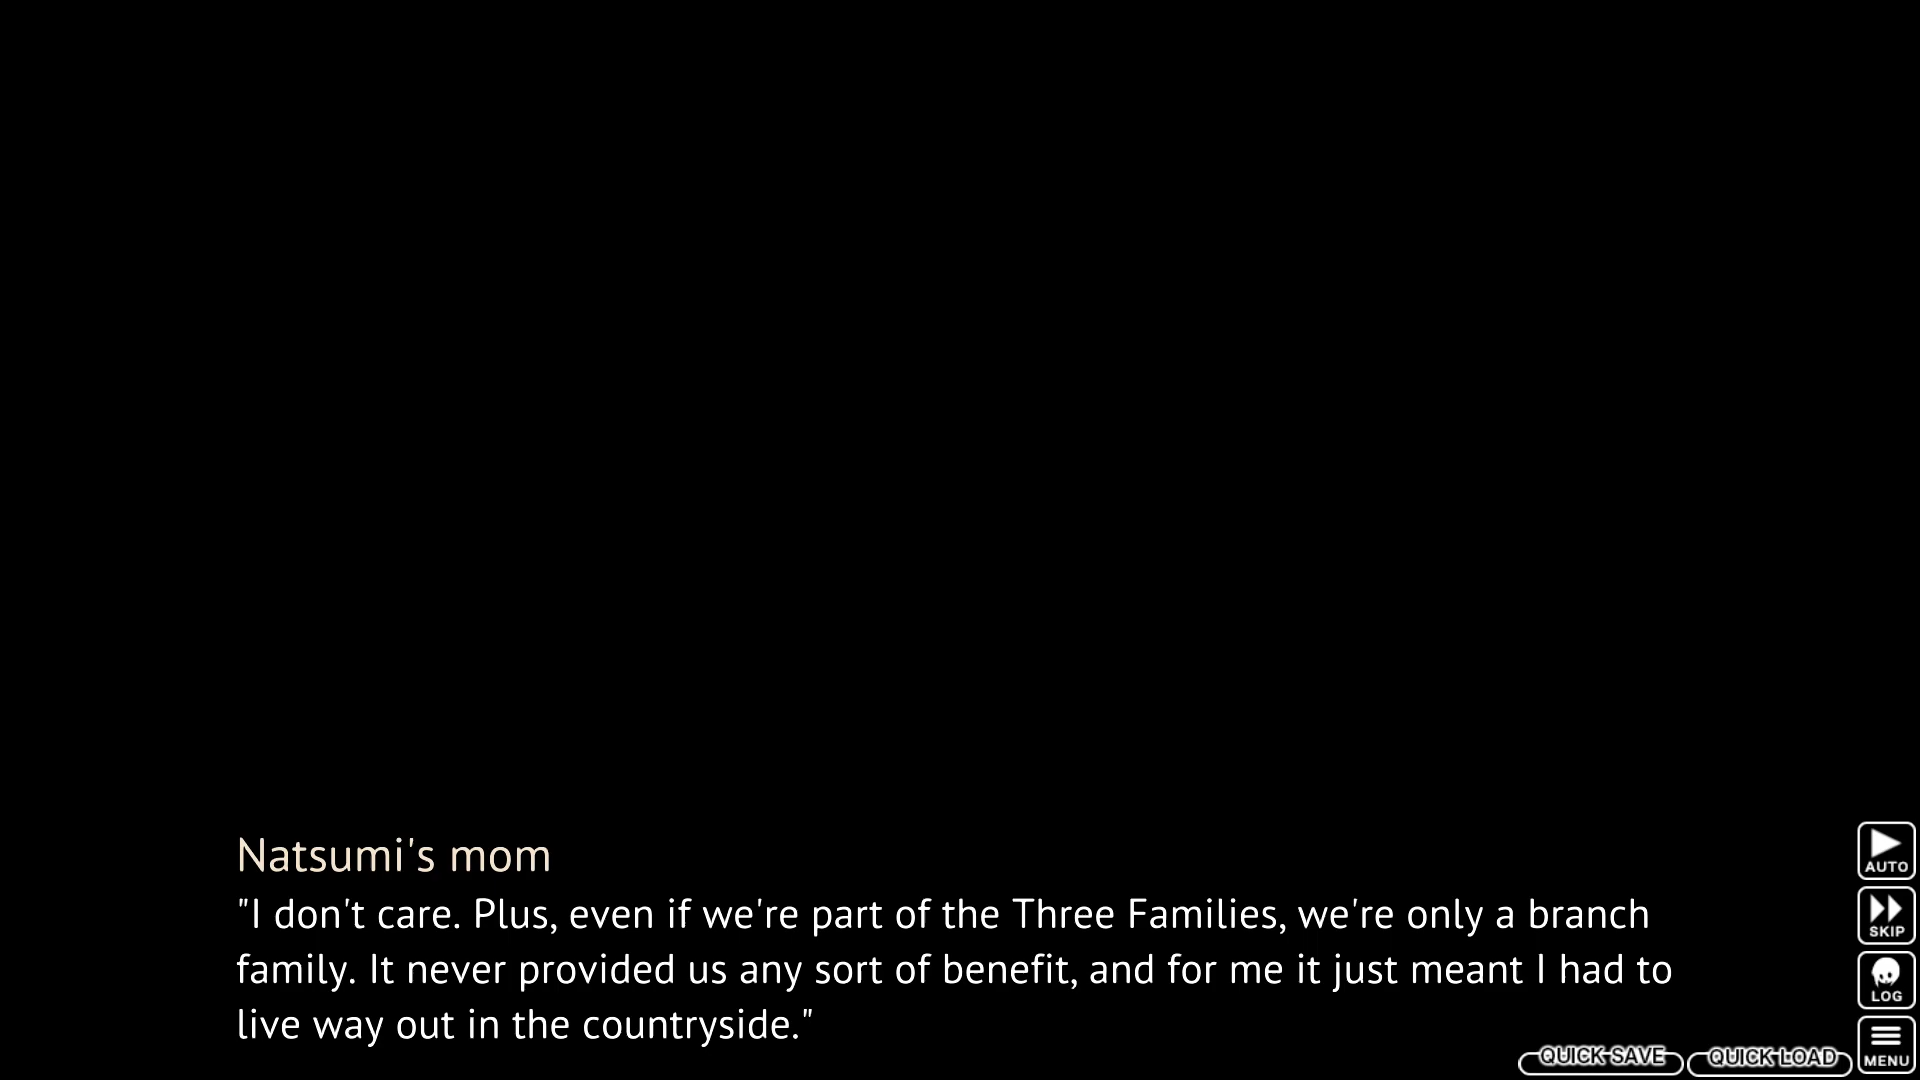 Natsumi's mom
"I don't care. Plus, even if we're part of the Three Families, we're only a branch
family. It never provided us any sort of benefit, and for me it just meant I had to
live way out in the countryside."
AUTO
SKIP
LOG
MENU
QUICK SAVE
QUICK LOAD